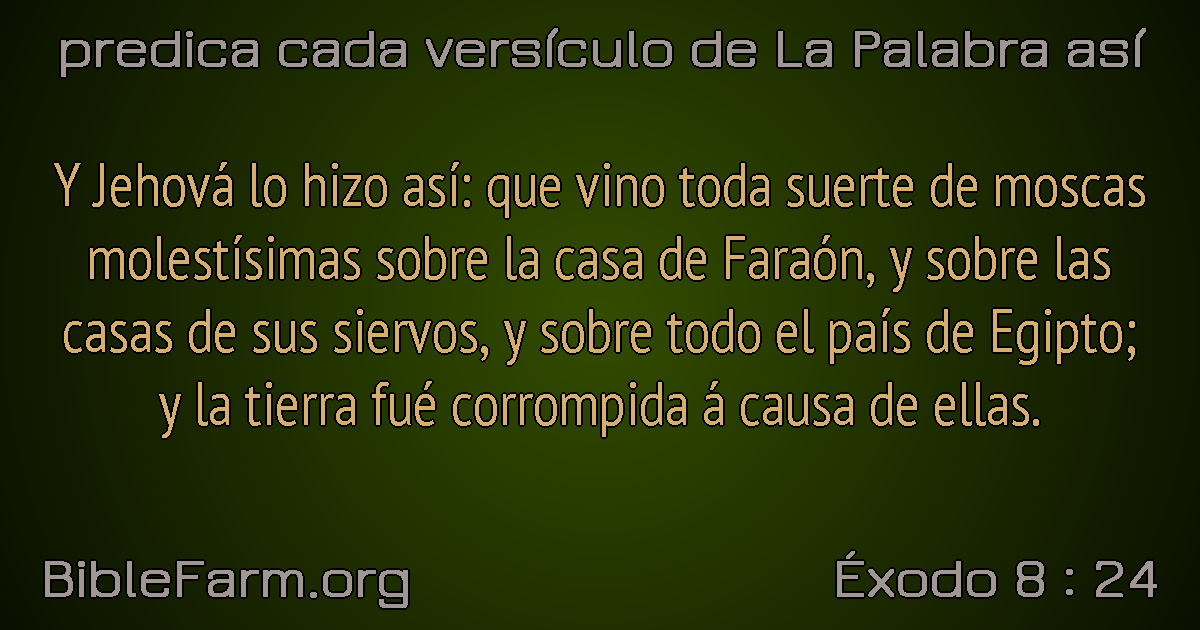 predica cada versículo de La Palabra así
Y Jehová lo hizo así: que vino toda suerte de moscas
molestísimas sobre la casa de Faraón, y sobre las
casas de sus siervos, y sobre todo el país de Egipto;
y la tierra fué corrompida á causa de ellas.
BibleFarm.org
Éxodo 8 : 24